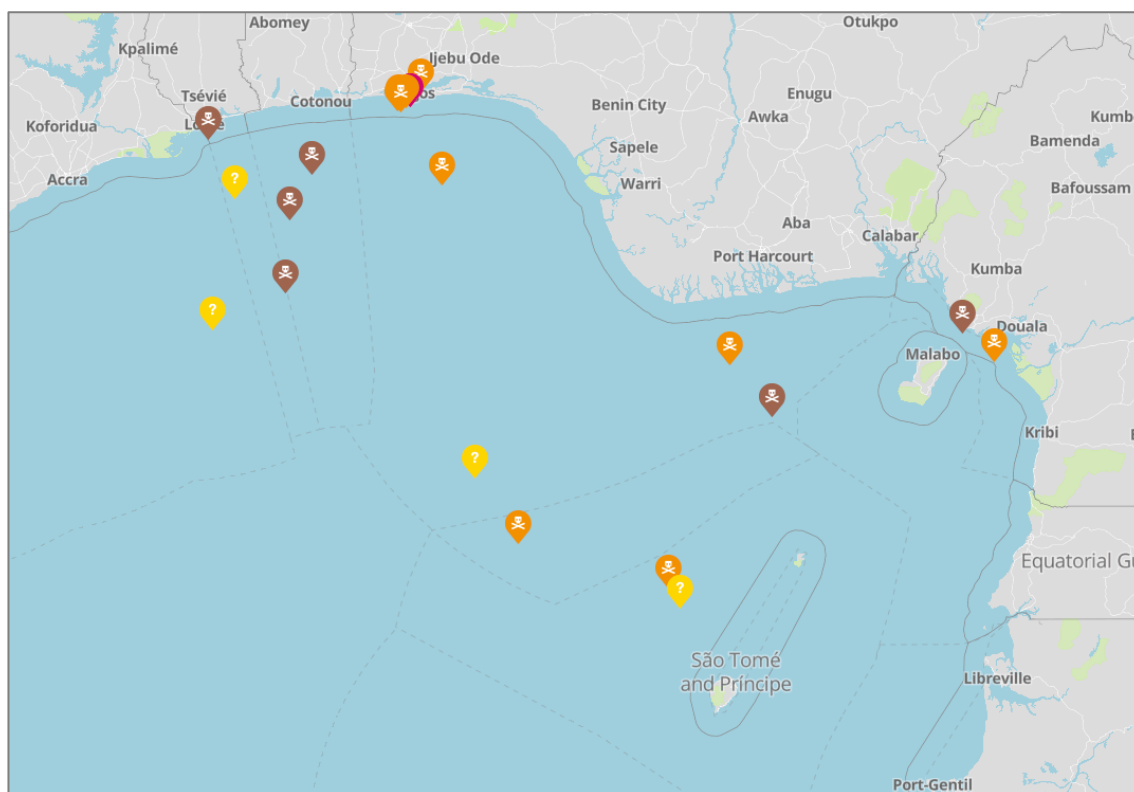 Abomey
Otukpo
Kpalimé
Ijebu Ode
Tsévié
Cotonou
Benin City
Enugu
Koforidua
Awka
Bamenda
Sapele
Accra
Warri
Bafoussam
Aba
Calabar
Port Harcourt
Kumba
Douala
Malabo
Kribi
Equatorial Gu
São Tomé
and Príncipe
Libreville
Port-Gentil
?
?
?
?